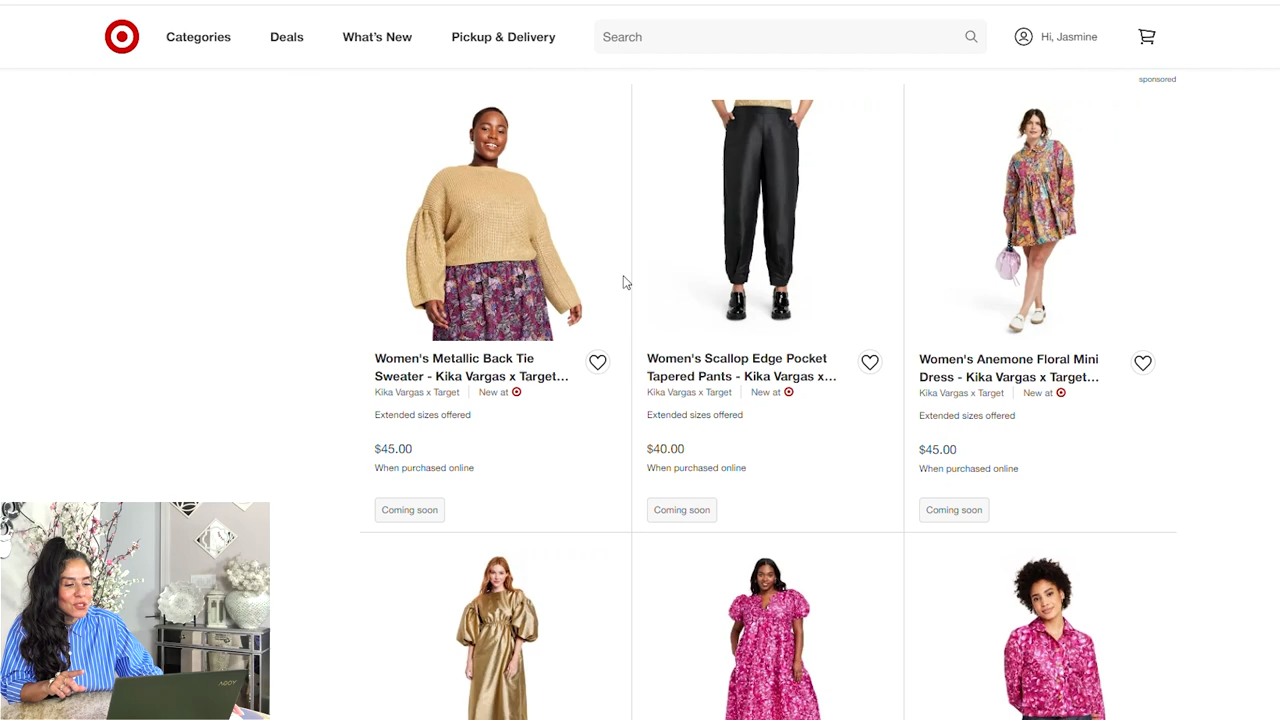 Categories
Deals
What's New
Pickup & Delivery
Search
Hi, Jasmine
sponsored
Women's Metallic Back Tie
Sweater - Kika Vargas x Target...
Kika Vargas x Target
New at
Extended sizes offered
$45.00
When purchased online
Coming soon
Women's Scallop Edge Pocket
Tapered Pants - Kika Vargas x...
Kika Vargas x Target
New at
Extended sizes offered
$40.00
When purchased online
Coming soon
Women's Anemone Floral Mini
Dress - Kika Vargas x Target...
Kika Vargas x Target
New at
Extended sizes offered
$45.00
When purchased online
Coming soon